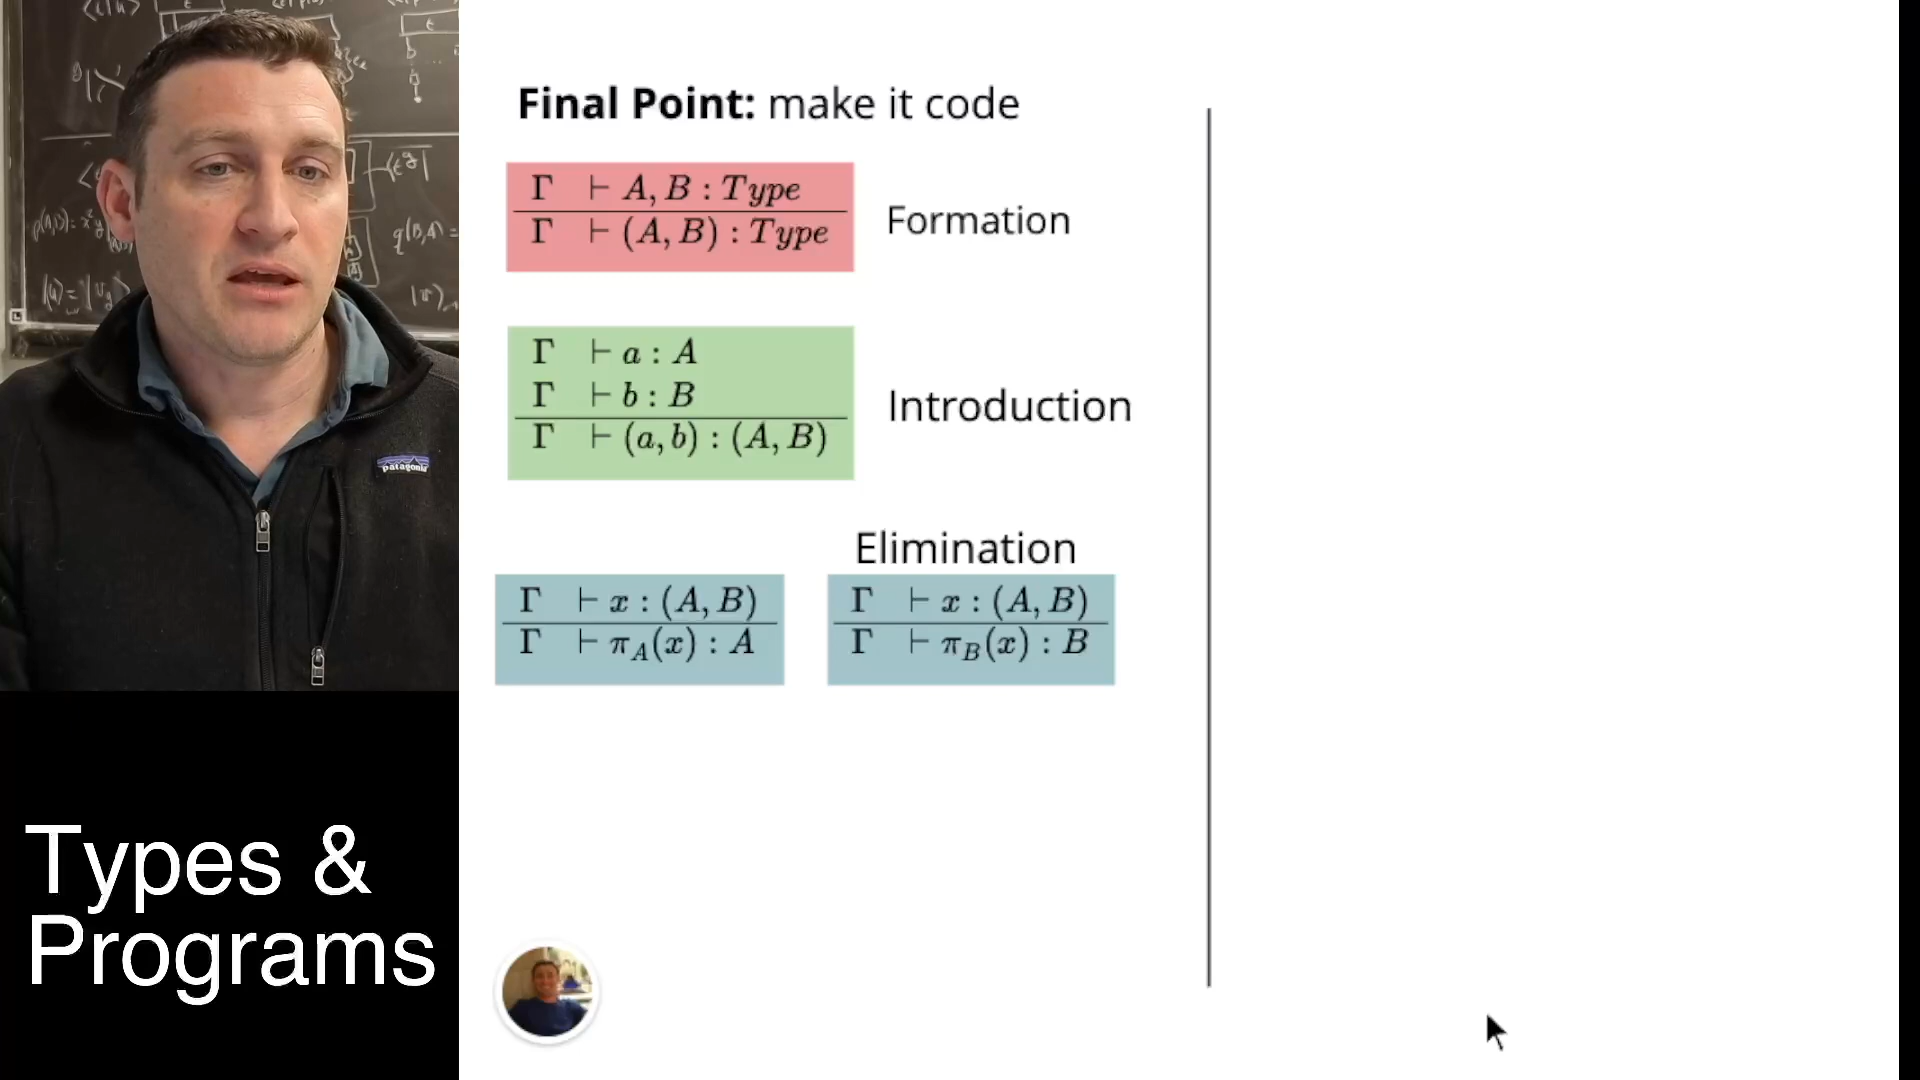 Final Point: make it code
Γ ⊢ A, B : Type
Γ ⊢ (A, B) : Type
Formation
Γ ⊢ a : A
Γ ⊢ b : B
Γ ⊢ (a, b) : (A, B)
Introduction
Elimination
Γ ⊢ x : (A, B)
Γ ⊢ π_A(x) : A
Γ ⊢ x : (A, B)
Γ ⊢ π_B(x) : B
patagonia
Types &
Programs